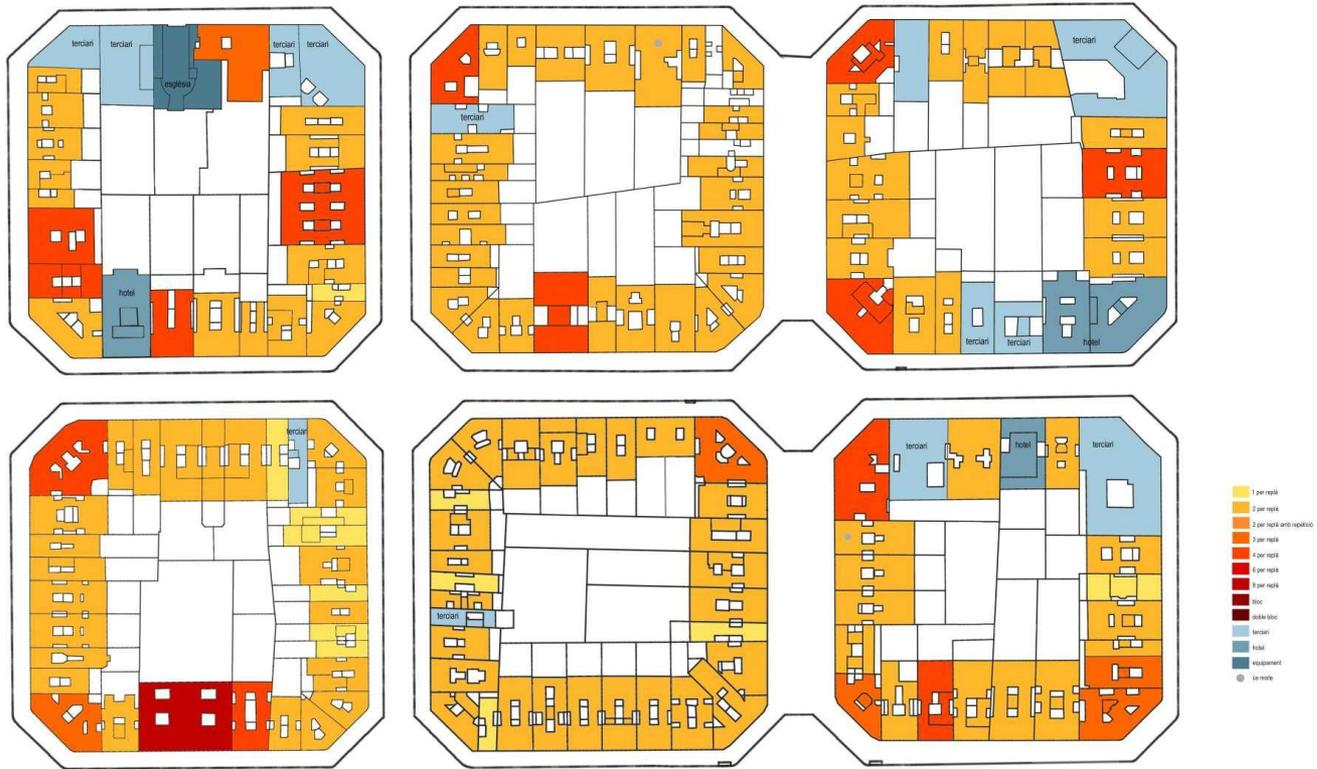 terciari
terciari
església
terciari
terciari
hotel
terciari
terciari
terciari
terciari
hotel
terciari
terciari
terciari
hotel
terciari
terciari
1 per replà
2 per replà
2 per replà amb repetició
3 per replà
4 per replà
6 per replà
8 per replà
bloc
doble bloc
terciari
hotel
equipament
ús mixte